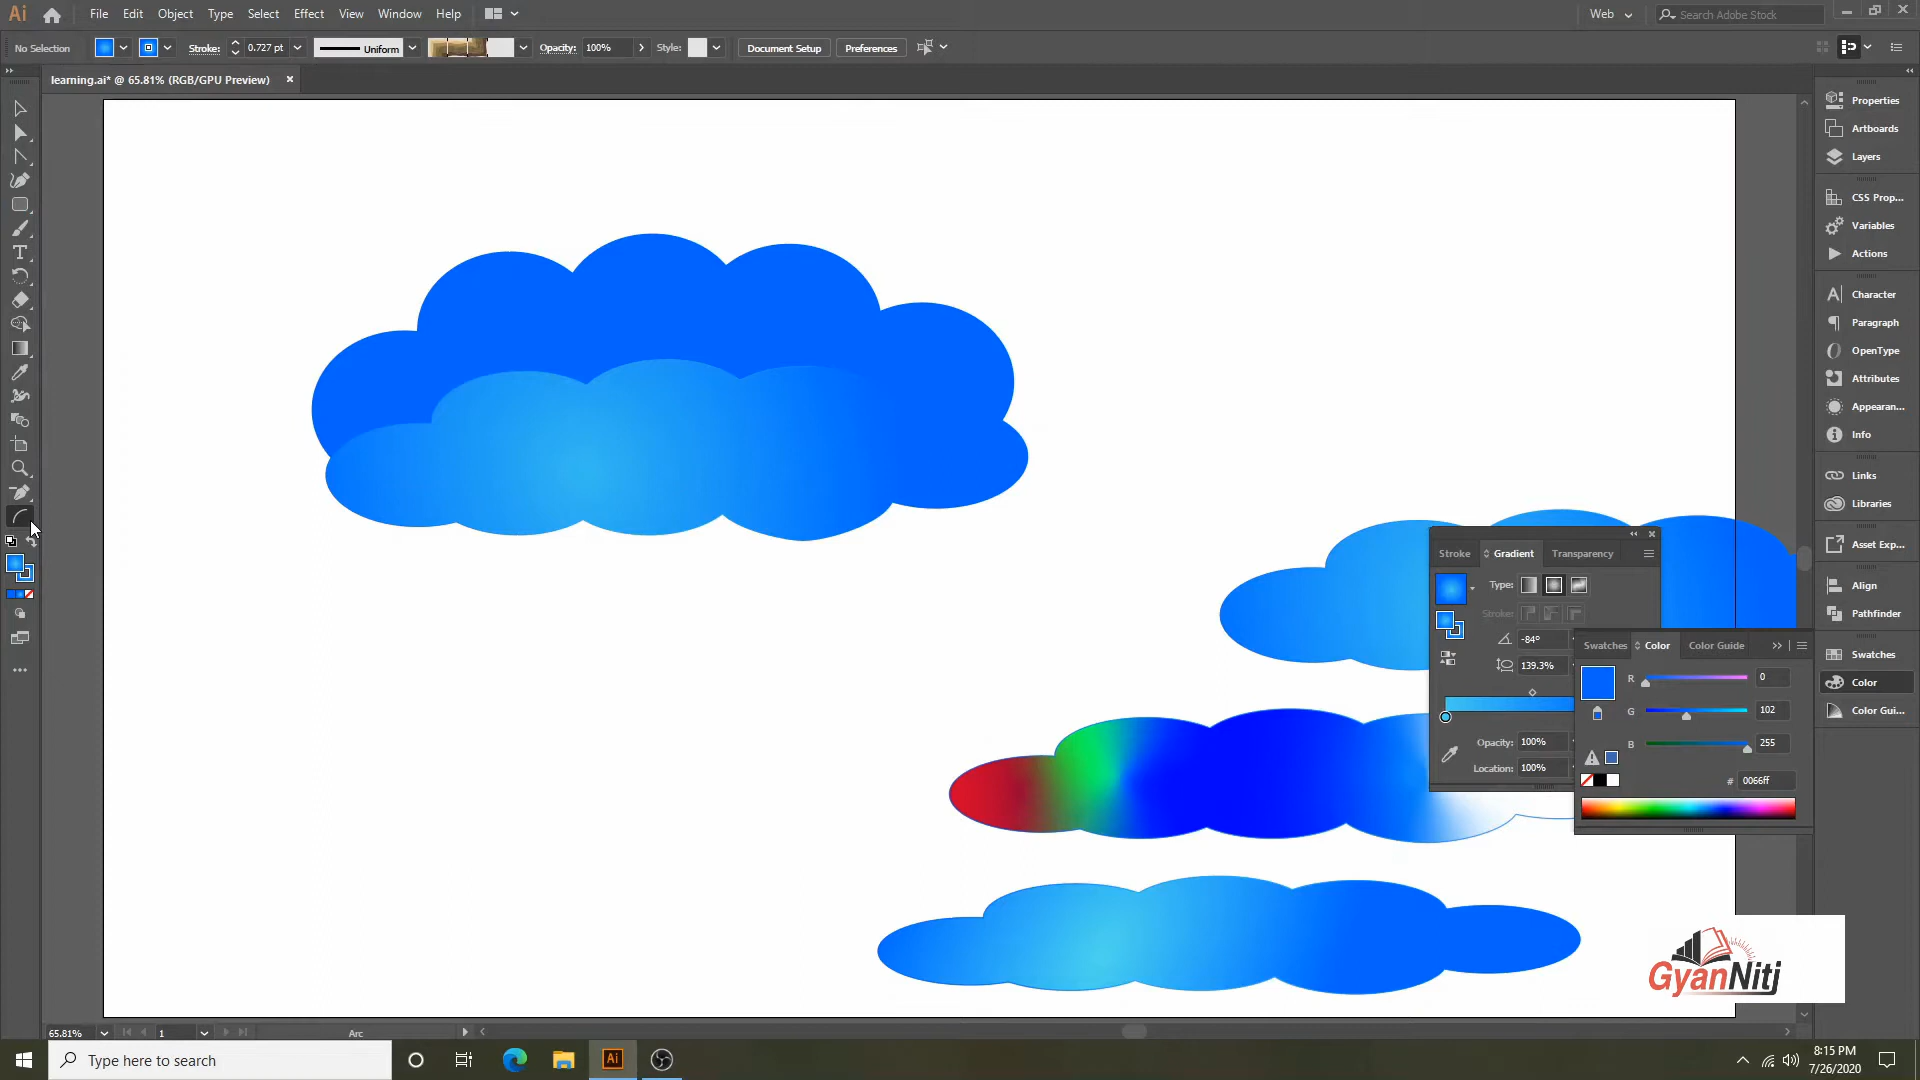 Ai File Edit Object Type Select Effect View Window Help Web Search Adobe Stock
No Selection Stroke: 0.727 pt Uniform Opacity: 100% Style: Document Setup Preferences
learning.ai* @ 65.81% (RGB/GPU Preview)
Properties
Artboards
Layers
CSS Prop...
Variables
Actions
Character
Paragraph
OpenType
Attributes
Appearan...
Info
Links
Libraries
Asset Exp...
Align
Pathfinder
Swatches
Color
Color Gui...
Stroke Gradient Transparency
Type:
Stroke:
-84°
139.3%
Opacity: 100%
Location: 100%
Swatches Color Color Guide
R 0
G 102
B 255
# 0066ff
GyanNitj
65.81% 1 Arc
Type here to search
Ai
8:15 PM
7/26/2020